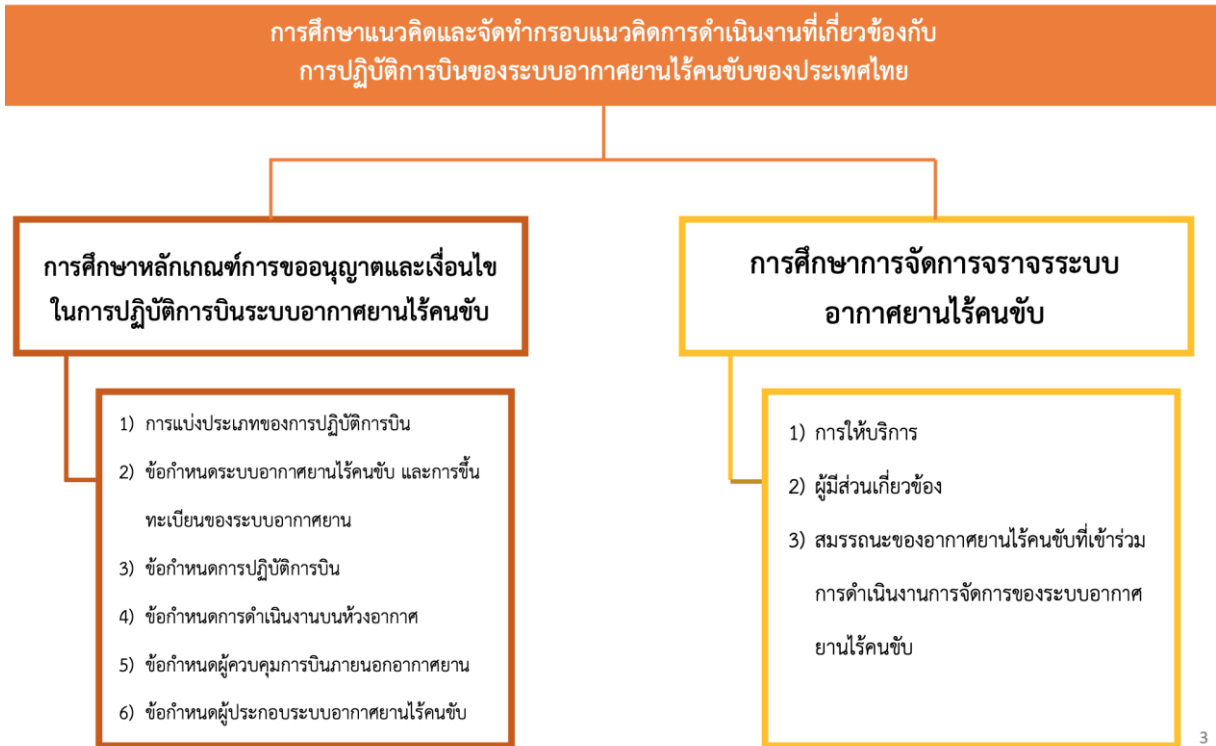 การศึกษาแนวคิดและจัดทำกรอบแนวคิดการดำเนินงานที่เกี่ยวข้องกับ
การปฏิบัติการบินของระบบอากาศยานไร้คนขับของประเทศไทย
การศึกษาหลักเกณฑ์การขออนุญาตและเงื่อนไข
ในการปฏิบัติการบินระบบอากาศยานไร้คนขับ
1) การแบ่งประเภทของการปฏิบัติการบิน
2) ข้อกำหนดระบบอากาศยานไร้คนขับ และการขึ้น
ทะเบียนของระบบอากาศยาน
3) ข้อกำหนดการปฏิบัติการบิน
4) ข้อกำหนดการดำเนินงานบนห้วงอากาศ
5) ข้อกำหนดผู้ควบคุมการบินภายนอกอากาศยาน
6) ข้อกำหนดผู้ประกอบระบบอากาศยานไร้คนขับ
การศึกษาการจัดการจราจรระบบ
อากาศยานไร้คนขับ
1) การให้บริการ
2) ผู้มีส่วนเกี่ยวข้อง
3) สมรรถนะของอากาศยานไร้คนขับที่เข้าร่วม
การดำเนินงานการจัดการของระบบอากาศ
ยานไร้คนขับ
3